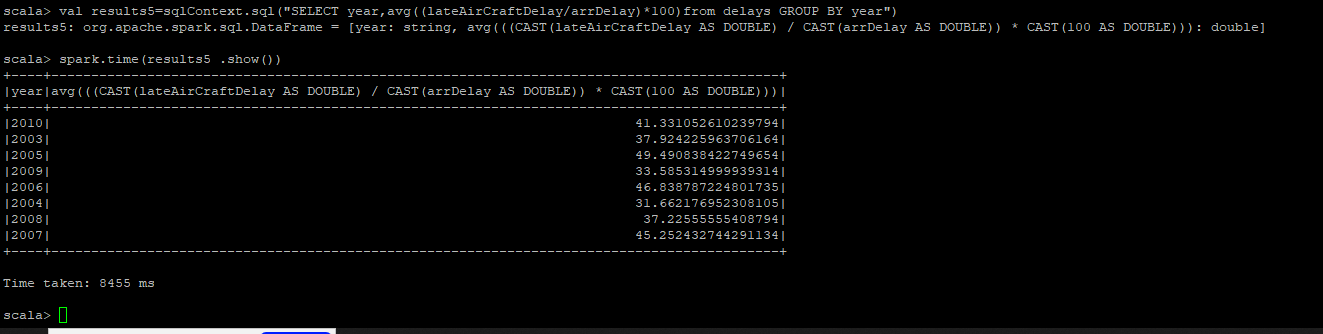 scala> val results5=sqlContext.sql("SELECT year,avg((lateAirCraftDelay/arrDelay)*100)from delays GROUP BY year")
results5: org.apache.spark.sql.DataFrame = [year: string, avg(((CAST(lateAirCraftDelay AS DOUBLE) / CAST(arrDelay AS DOUBLE)) * CAST(100 AS DOUBLE))): double]
scala> spark.time(results5 .show())
+----+-------------------------------------------------------------------------------------------+
|year|avg(((CAST(lateAirCraftDelay AS DOUBLE) / CAST(arrDelay AS DOUBLE)) * CAST(100 AS DOUBLE)))|
+----+-------------------------------------------------------------------------------------------+
|2010| 41.331052610239794|
|2003| 37.924225963706164|
|2005| 49.490838422749654|
|2009| 33.585314999939314|
|2006| 46.838787224801735|
|2004| 31.662176952308105|
|2008| 37.22555555408794|
|2007| 45.252432744291134|
+----+-------------------------------------------------------------------------------------------+
Time taken: 8455 ms
scala>